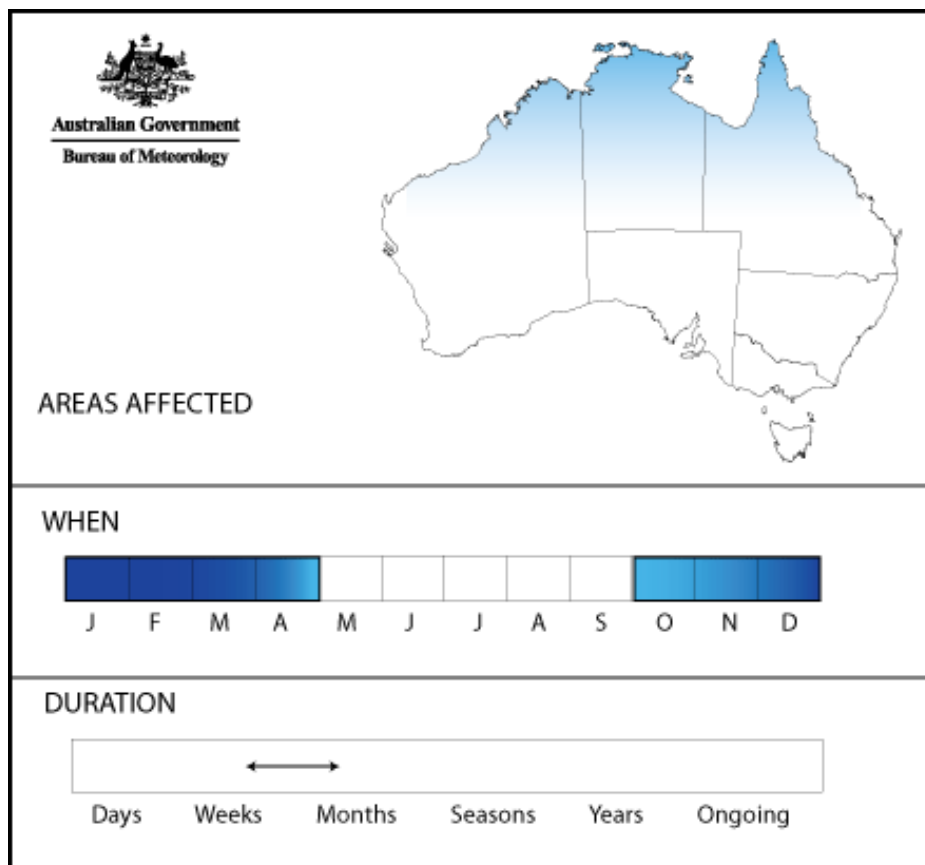 Australian Government
Bureau of Meteorology
AREAS AFFECTED
WHEN
J F M A M J J A S O N D
DURATION
Days Weeks Months Seasons Years Ongoing